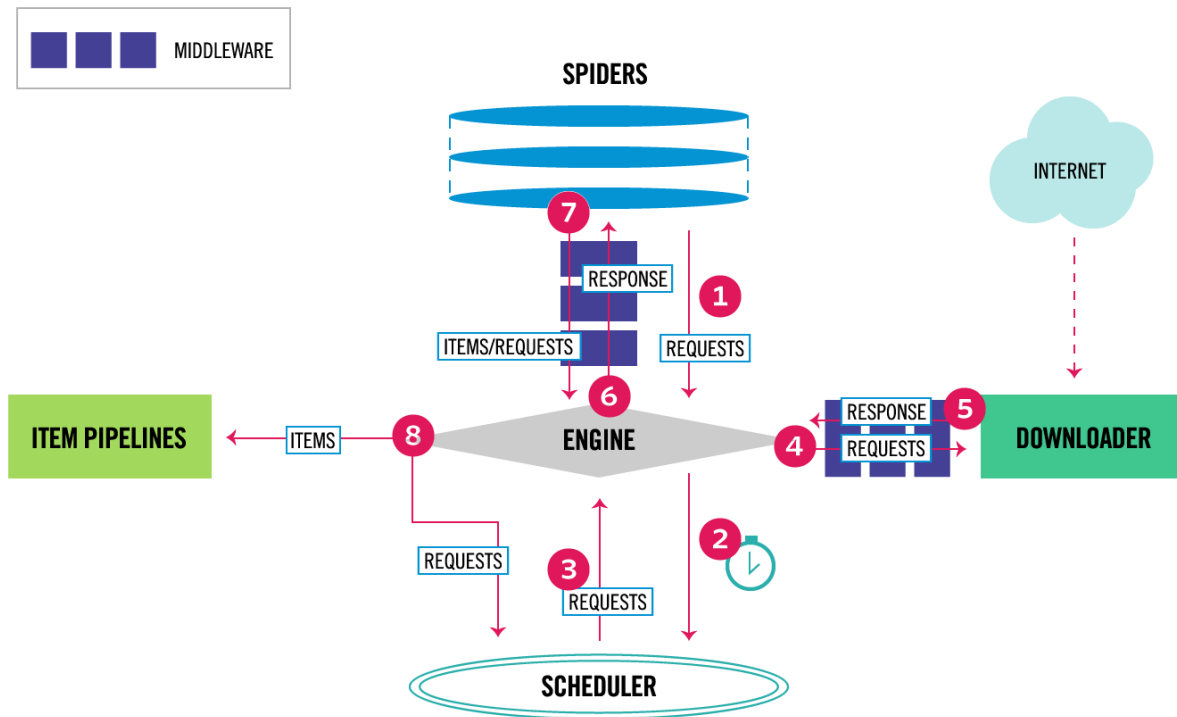 MIDDLEWARE
SPIDERS
INTERNET
7
RESPONSE
1
ITEMS/REQUESTS
REQUESTS
6
ITEM PIPELINES
ITEMS
8
ENGINE
4
RESPONSE
REQUESTS
5
DOWNLOADER
REQUESTS
3
REQUESTS
2
SCHEDULER